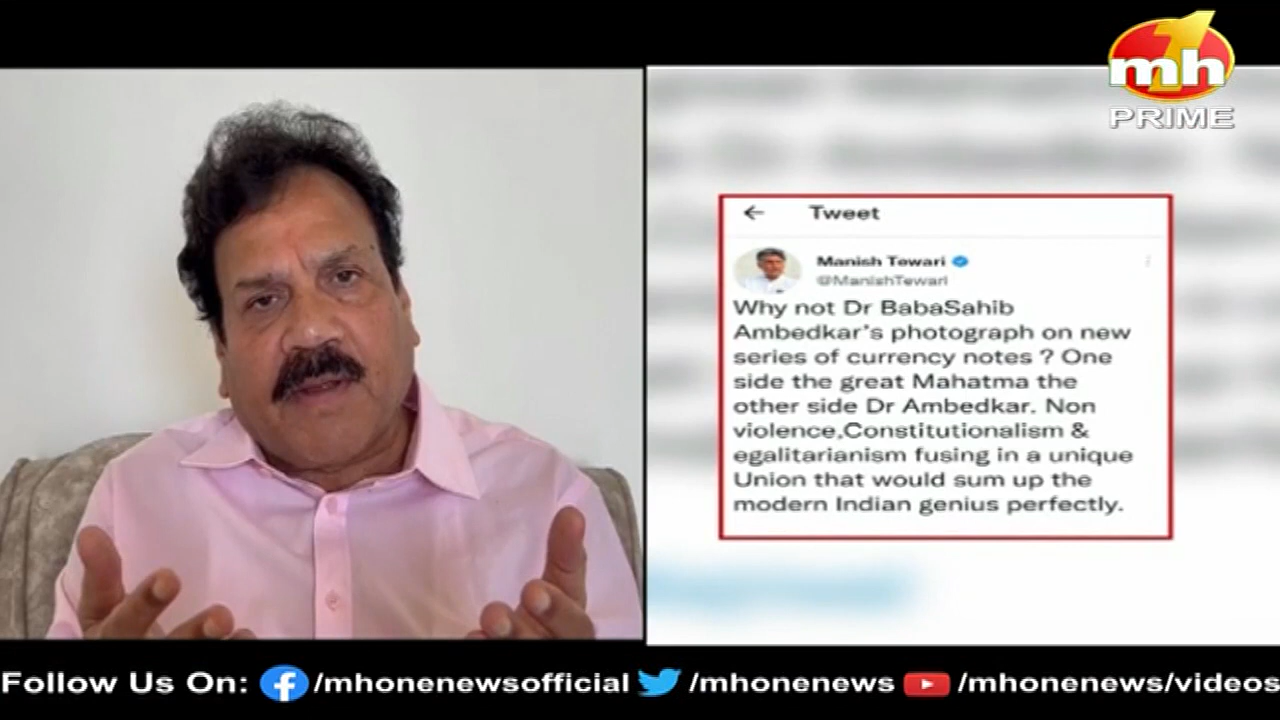 mh1
PRIME
Tweet
Manish Tewari
@ManishTewari
Why not Dr BabaSahib
Ambedkar's photograph on new
series of currency notes ? One
side the great Mahatma the
other side Dr Ambedkar. Non
violence,Constitutionalism &
egalitarianism fusing in a unique
Union that would sum up the
modern Indian genius perfectly.
Follow Us On: /mhonenewsofficial /mhonenews /mhonenews/videos